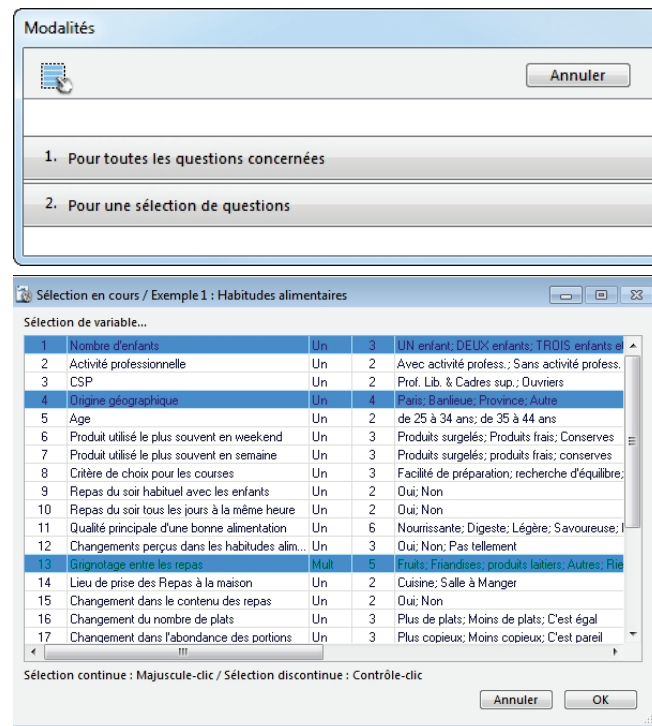 Modalités
Annuler
1. Pour toutes les questions concernées
2. Pour une sélection de questions
Sélection en cours / Exemple 1 : Habitudes alimentaires
Sélection de variable...
1 Nombre d'enfants Un 3 UN enfant; DEUX enfants; TROIS enfants et
2 Activité professionnelle Un 2 Avec activité profess.; Sans activité profess.
3 CSP Un 2 Prof. Lib. & Cadres sup.; Ouvriers
4 Origine géographique Un 4 Paris; Banlieue; Province; Autre
5 Age Un 2 de 25 à 34 ans; de 35 à 44 ans
6 Produit utilisé le plus souvent en weekend Un 3 Produits surgelés; Produits frais; Conserves
7 Produit utilisé le plus souvent en semaine Un 3 Produits surgelés; produits frais; conserves
8 Critère de choix pour les courses Un 3 Facilité de préparation; recherche d'équilibre;
9 Repas du soir habituel avec les enfants Un 2 Oui; Non
10 Repas du soir tous les jours à la même heure Un 2 Oui; Non
11 Qualité principale d'une bonne alimentation Un 6 Nourrissante; Digeste; Légère; Savoureuse;
12 Changements perçus dans les habitudes alim... Un 3 Oui; Non; Pas tellement
13 Grignotage entre les repas Mult 5 Fruits; Friandises; produits laitiers; Autres; Rie
14 Lieu de prise des Repas à la maison Un 2 Cuisine; Salle à Manger
15 Changement dans le contenu des repas Un 2 Oui; Non
16 Changement du nombre de plats Un 3 Plus de plats; Moins de plats; C'est égal
17 Changement dans l'abondance des portions Un 3 Plus copieux; Moins copieux; C'est pareil
Sélection continue : Majuscule-clic / Sélection discontinue : Contrôle-clic
Annuler OK